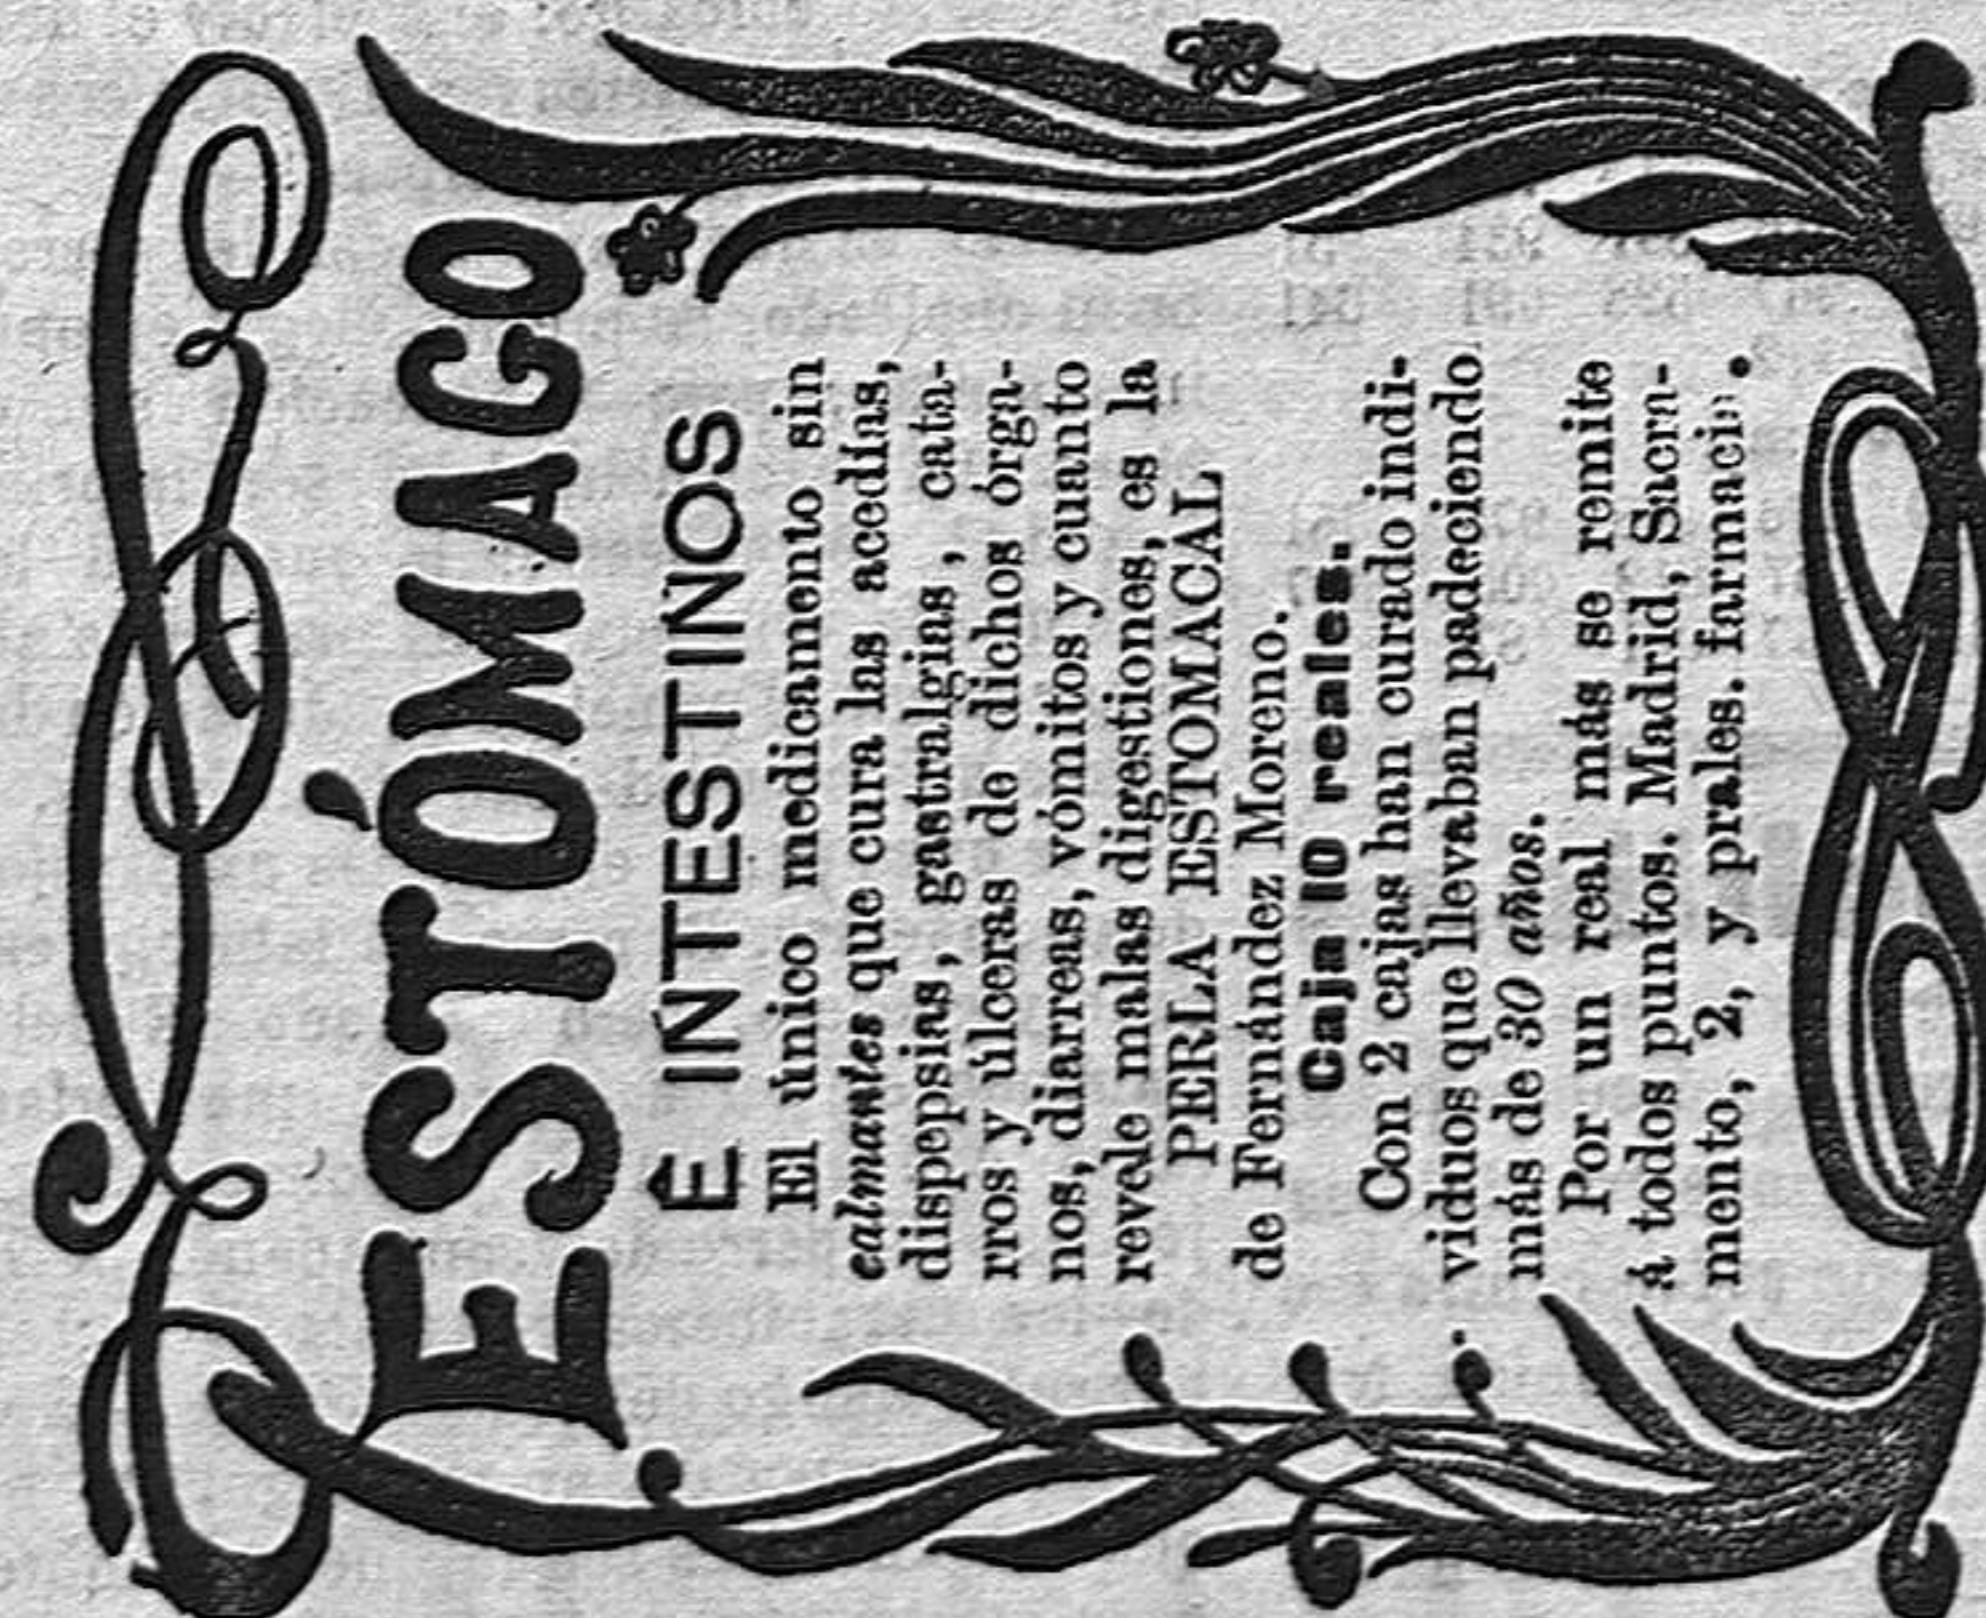 ESTÓMAGO
É INTESTINOS
El único medicamento sin
calmantes que cura las acedías,
dispepsias, gastralgias, cata-
rros y úlceras de dichos órga-
nos, diarreas, vómitos y cuanto
revele malas digestiones, es la
PERLA ESTOMACAL
de Fernández Moreno.
Caja 10 reales.
Con 2 cajas han curado indi-
viduos que llevaban padeciendo
más de 30 años.
Por un real más se remite
á todos puntos. Madrid, Sacra-
mento, 2, y prales.